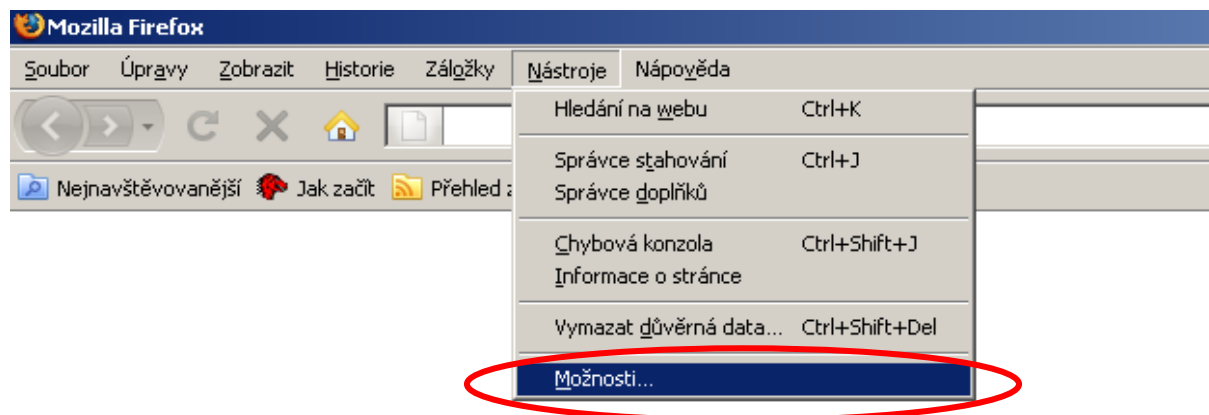 Mozilla Firefox
Soubor Úpravy Zobrazit Historie Záložky Nástroje Nápověda
Hledání na webu Ctrl+K
Správce stahování Ctrl+J
Nejnavštěvovanější Jak začít Přehled z
Správce doplňků
Chybová konzola Ctrl+Shift+J
Informace o stránce
Vymazat důvěrná data... Ctrl+Shift+Del
Možnosti...